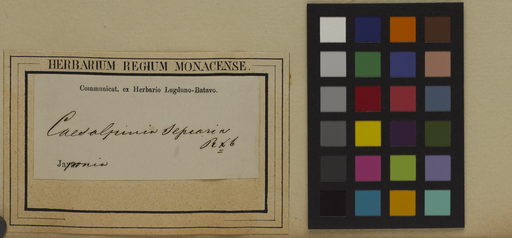 HERBARIUM REGIUM MONACENSE.
Communicat. ex Herbario Lugduno-Batavo.
Caesalpinia sepiaria
Rxb
Japonia